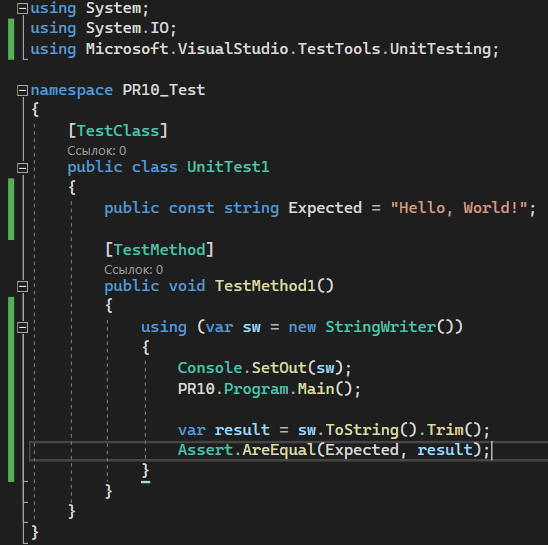 using System;
using System.IO;
using Microsoft.VisualStudio.TestTools.UnitTesting;
namespace PR10_Test
{
[TestClass]
Ссылок: 0
public class UnitTest1
{
public const string Expected = "Hello, World!";
[TestMethod]
Ссылок: 0
public void TestMethod1()
{
using (var sw = new StringWriter())
{
Console.SetOut(sw);
PR10.Program.Main();
var result = sw.ToString().Trim();
Assert.AreEqual(Expected, result);
}
}
}
}